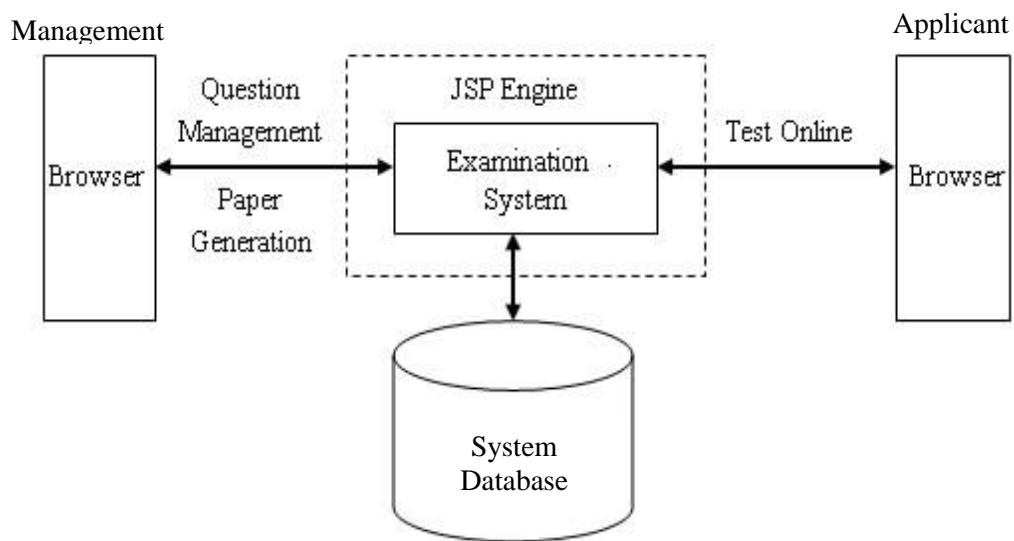 Management
Applicant
Question
Management
JSP Engine
Test Online
Browser
Examination
System
Browser
Paper
Generation
System
Database